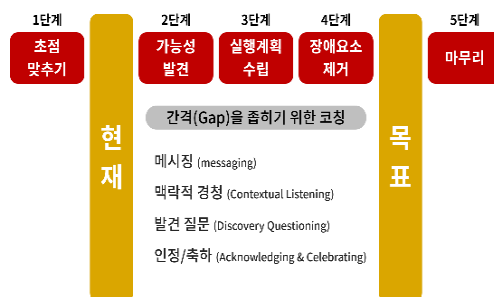 1단계
초점
맞추기
현
재
2단계
가능성
발견
3단계
실행계획
수립
4단계
장애요소
제거
목
표
5단계
마무리
간격(Gap)을 좁히기 위한 코칭
메시징 (messaging)
맥락적 경청 (Contextual Listening)
발견 질문 (Discovery Questioning)
인정/축하 (Acknowledging & Celebrating)